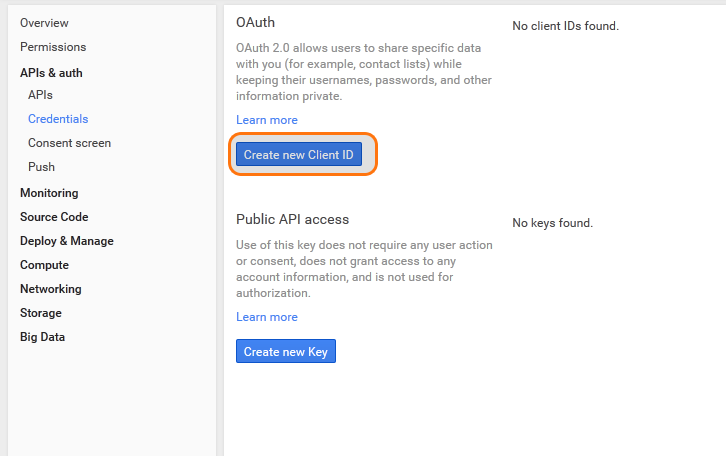 Overview
Permissions
APIs & auth
APIs
Credentials
Consent screen
Push
Monitoring
Source Code
Deploy & Manage
Compute
Networking
Storage
Big Data
OAuth
OAuth 2.0 allows users to share specific data
with you (for example, contact lists) while
keeping their usernames, passwords, and other
information private.
Learn more
Create new Client ID
No client IDs found.
Public API access
Use of this key does not require any user action
or consent, does not grant access to any
account information, and is not used for
authorization.
Learn more
Create new Key
No keys found.